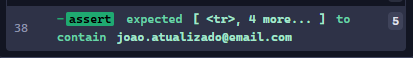 38 -assert expected [ <tr>, 4 more... ] to 5
contain joao.atualizado@email.com